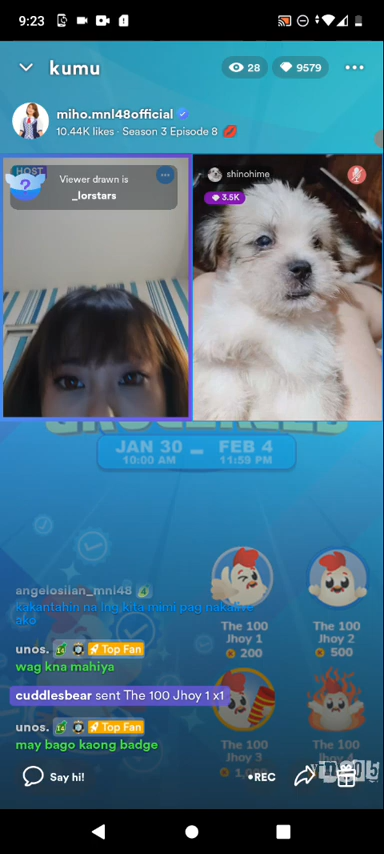 9:23
kumu
28
9579
miho.mnl48official
10.44K likes · Season 3 Episode 8 💋
HOST
Viewer drawn is
_lorstars
shinohime
3.5K
JAN 30 – FEB 4
10:00 AM
11:59 PM
angelosilan_mnl48
kakantahin na lng kita mimi pag nakalibre
ako
The 100
Jhoy 1
200
The 100
Jhoy 2
500
unos. 14 Top Fan
wag kna mahiya
cuddlesbear sent The 100 Jhoy 1 x1
unos. 14 Top Fan
may bago kaong badge
The 100
Jhoy 3
The 100
Say hi!
•REC